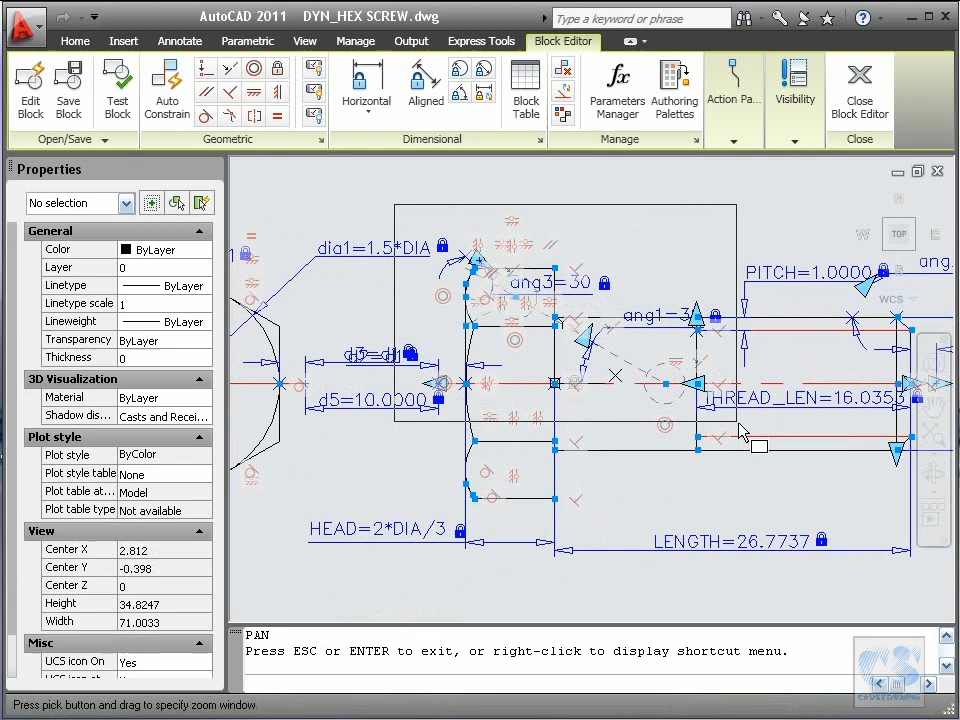 AutoCAD 2011 DYN_HEX SCREW.dwg
Type a keyword or phrase
Home Insert Annotate Parametric View Manage Output Express Tools Block Editor
Edit Block
Save Block
Test Block
Auto Constrain
Horizontal
Aligned
Block Table
fx
Parameters Manager
Authoring Palettes
Action Pa...
Visibility
Close Block Editor
Open/Save Geometric Dimensional Manage Close
Properties
No selection
General
Color ByLayer
Layer 0
Linetype ByLayer
Linetype scale 1
Lineweight ByLayer
Transparency ByLayer
Thickness 0
3D Visualization
Material ByLayer
Shadow dis... Casts and Recei...
Plot style
Plot style ByColor
Plot style table None
Plot table at... Model
Plot table type Not available
View
Center X 2.812
Center Y -0.398
Center Z 0
Height 34.8247
Width 71.0033
Misc
UCS icon On Yes
N
W TOP E
WCS
dia1=1.5*DIA
ang3=30
PITCH=1.0000
ang
ang1=3
d5=10.0000
THREAD_LEN=16.0353
HEAD=2*DIA/3
LENGTH=26.7737
PAN
Press ESC or ENTER to exit, or right-click to display shortcut menu.
CS
Press pick button and drag to specify zoom window.